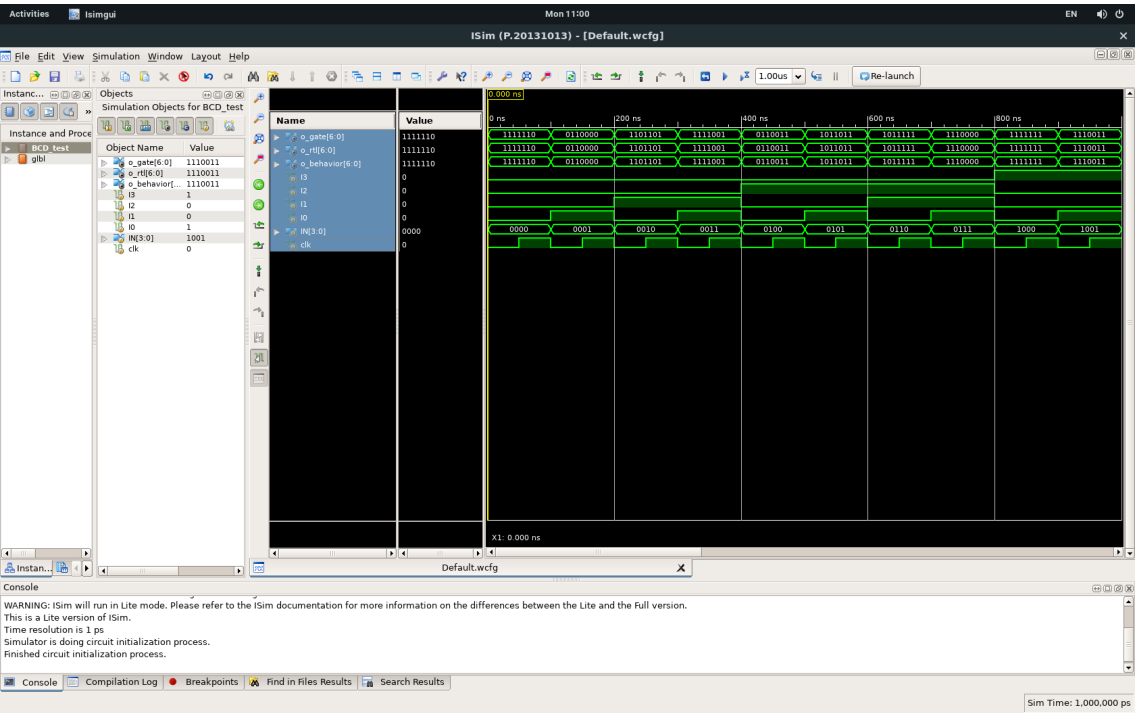 Activities Isimgui Mon 11:00 EN
ISim (P.20131013) - [Default.wcfg]
File Edit View Simulation Window Layout Help
1.00us Re-launch
Instanc...
Instance and Proce
BCD_test
glbl
Instan...
Objects
Simulation Objects for BCD_test
Object Name Value
o_gate[6:0] 1110011
o_rtl[6:0] 1110011
o_behavior[... 1110011
I3 1
I2 0
I1 0
I0 1
IN[3:0] 1001
clk 0
Name Value
o_gate[6:0] 1111110
o_rtl[6:0] 1111110
o_behavior[6:0] 1111110
I3 0
I2 0
I1 0
I0 0
IN[3:0] 0000
clk 0
0.000 ns
0 ns 200 ns 400 ns 600 ns 800 ns
1111110 0110000 1101101 1111001 0110011 1011011 1011111 1110000 1111111 1110011
1111110 0110000 1101101 1111001 0110011 1011011 1011111 1110000 1111111 1110011
1111110 0110000 1101101 1111001 0110011 1011011 1011111 1110000 1111111 1110011
0000 0001 0010 0011 0100 0101 0110 0111 1000 1001
X1: 0.000 ns
Default.wcfg
Console
WARNING: ISim will run in Lite mode. Please refer to the ISim documentation for more information on the differences between the Lite and the Full version.
This is a Lite version of ISim.
Time resolution is 1 ps
Simulator is doing circuit initialization process.
Finished circuit initialization process.
Console Compilation Log Breakpoints Find in Files Results Search Results
Sim Time: 1,000,000 ps